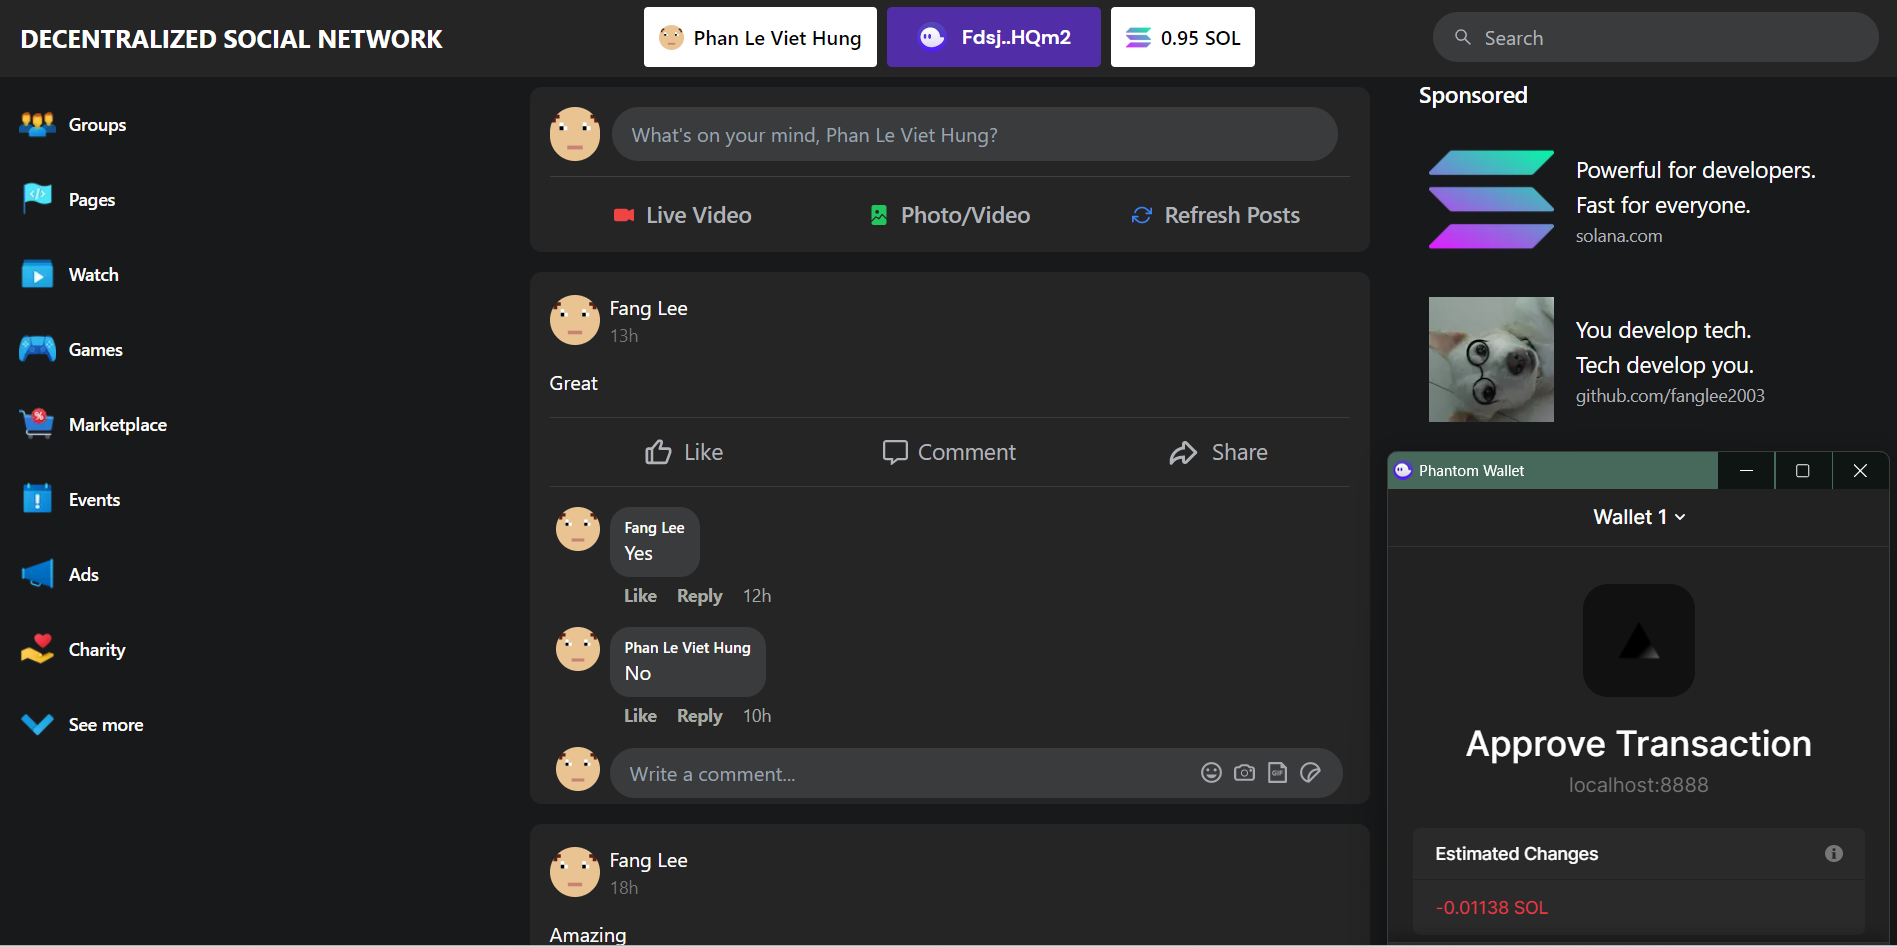 DECENTRALIZED SOCIAL NETWORK
Phan Le Viet Hung
Fdsj..HQm2
0.95 SOL
Search
Groups
Pages
Watch
Games
Marketplace
Events
Ads
Charity
See more
What's on your mind, Phan Le Viet Hung?
Live Video
Photo/Video
Refresh Posts
Fang Lee
13h
Great
Like
Comment
Share
Fang Lee
Yes
Like Reply 12h
Phan Le Viet Hung
No
Like Reply 10h
Write a comment...
GIF
Fang Lee
18h
Amazing
Sponsored
Powerful for developers.
Fast for everyone.
solana.com
You develop tech.
Tech develop you.
github.com/fanglee2003
Phantom Wallet
Wallet 1
Approve Transaction
localhost:8888
Estimated Changes
-0.01138 SOL